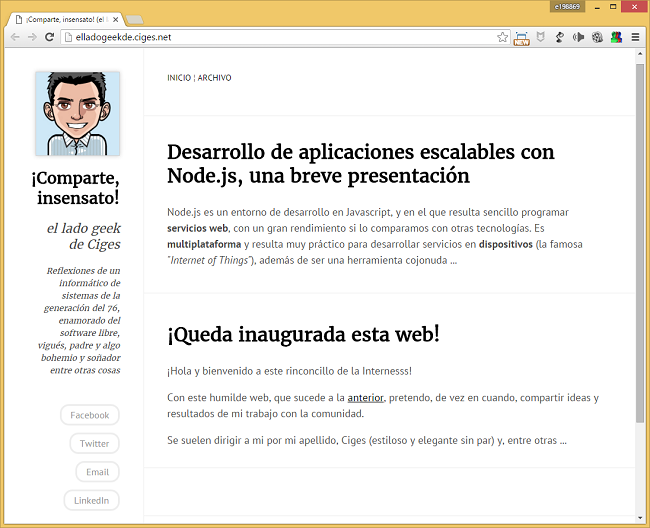 e198869
¡Comparte, insensato! (el l
elladogeekde.ciges.net
NEW
INICIO ¦ ARCHIVO
¡Comparte,
insensato!
el lado geek
de Ciges
Reflexiones de un
informático de
sistemas de la
generación del 76,
enamorado del
software libre,
vigués, padre y algo
bohemio y soñador
entre otras cosas
Facebook
Twitter
Email
LinkedIn
Desarrollo de aplicaciones escalables con
Node.js, una breve presentación
Node.js es un entorno de desarrollo en Javascript, y en el que resulta sencillo programar
servicios web, con un gran rendimiento si lo comparamos con otras tecnologías. Es
multiplataforma y resulta muy práctico para desarrollar servicios en dispositivos (la famosa
"Internet of Things"), además de ser una herramienta cojonuda ...
¡Queda inaugurada esta web!
¡Hola y bienvenido a este rinconcillo de la Internesss!
Con este humilde web, que sucede a la anterior, pretendo, de vez en cuando, compartir ideas y
resultados de mi trabajo con la comunidad.
Se suelen dirigir a mi por mi apellido, Ciges (estiloso y elegante sin par) y, entre otras ...